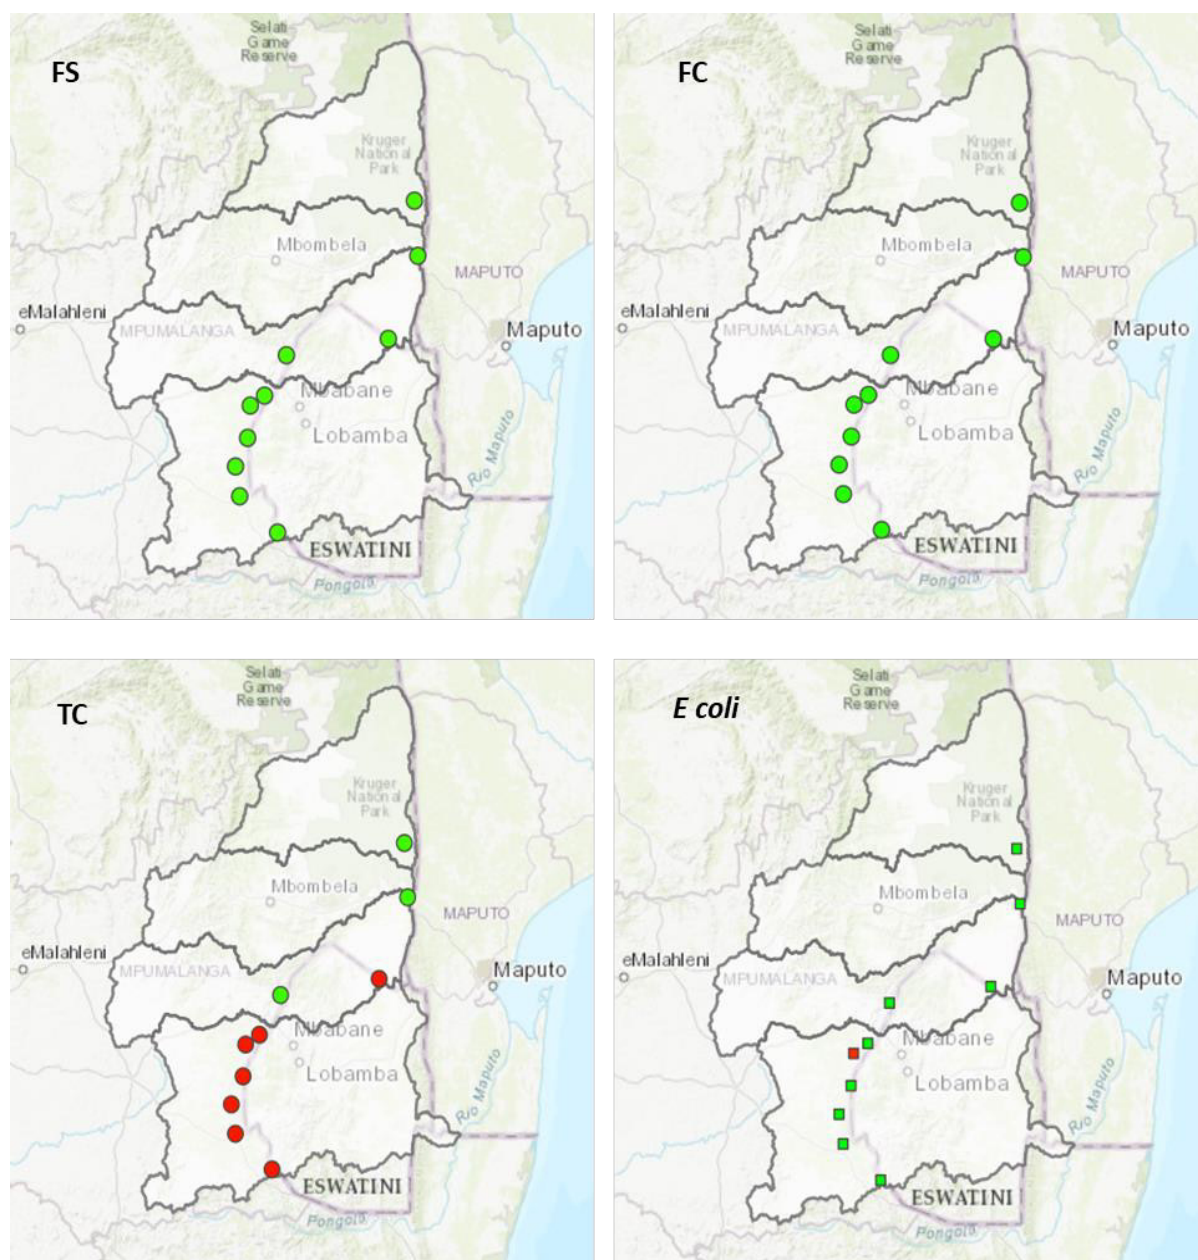 FS
Selati
Game
Reserve
Kruger
National
Park
Mbombela
MAPUTO
eMalahleni
MPUMALANGA
Maputo
Mbabane
Lobamba
Rio Maputo
ESWATINI
Pongola
FC
Selati
Game
Reserve
Kruger
National
Park
Mbombela
MAPUTO
eMalahleni
MPUMALANGA
Maputo
Mbabane
Lobamba
Rio Maputo
ESWATINI
Pongola
TC
Selati
Game
Reserve
Kruger
National
Park
Mbombela
MAPUTO
eMalahleni
MPUMALANGA
Maputo
Mbabane
Lobamba
Rio Maputo
ESWATINI
Pongola
E coli
Selati
Game
Reserve
Kruger
National
Park
Mbombela
MAPUTO
eMalahleni
MPUMALANGA
Maputo
Mbabane
Lobamba
Rio Maputo
ESWATINI
Pongola